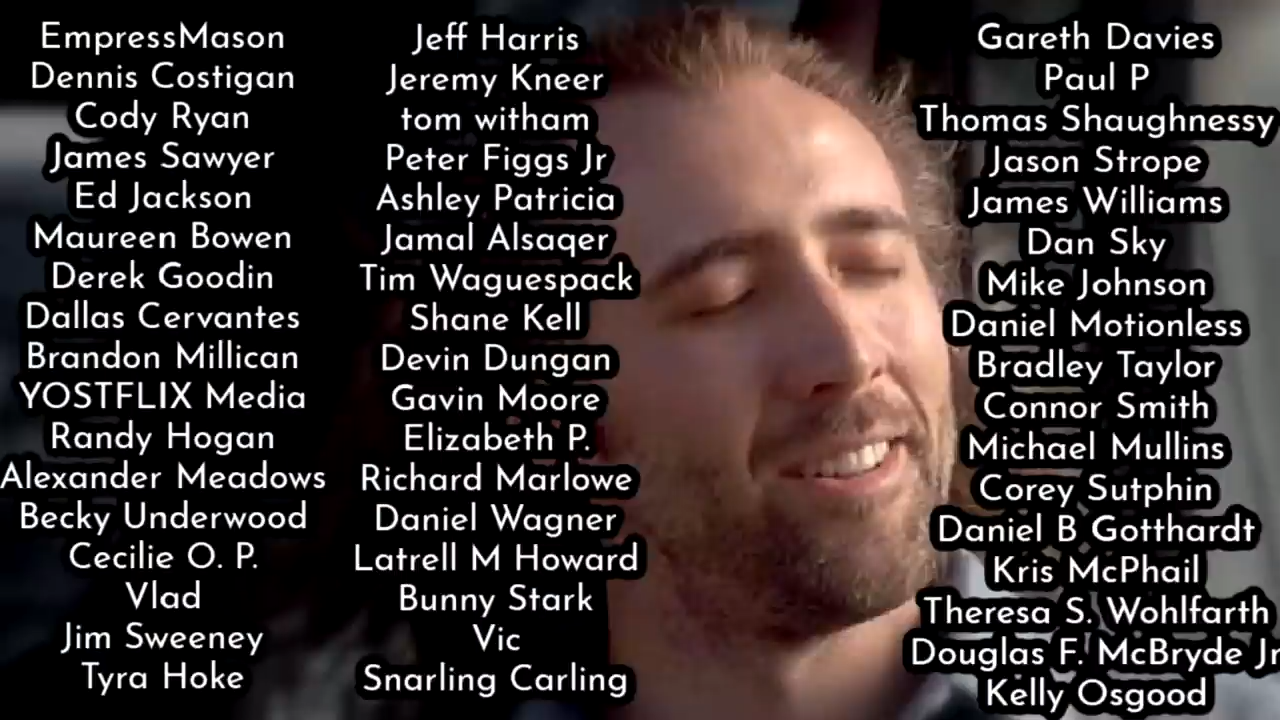 EmpressMason
Dennis Costigan
Cody Ryan
James Sawyer
Ed Jackson
Maureen Bowen
Derek Goodin
Dallas Cervantes
Brandon Millican
YOSTFLIX Media
Randy Hogan
Alexander Meadows
Becky Underwood
Cecilie O. P.
Vlad
Jim Sweeney
Tyra Hoke
Jeff Harris
Jeremy Kneer
tom witham
Peter Figgs Jr
Ashley Patricia
Jamal Alsaqer
Tim Waguespack
Shane Kell
Devin Dungan
Gavin Moore
Elizabeth P.
Richard Marlowe
Daniel Wagner
Latrell M Howard
Bunny Stark
Vic
Snarling Carling
Gareth Davies
Paul P
Thomas Shaughnessy
Jason Strope
James Williams
Dan Sky
Mike Johnson
Daniel Motionless
Bradley Taylor
Connor Smith
Michael Mullins
Corey Sutphin
Daniel B Gotthardt
Kris McPhail
Theresa S. Wohlfarth
Douglas F. McBryde Jr
Kelly Osgood